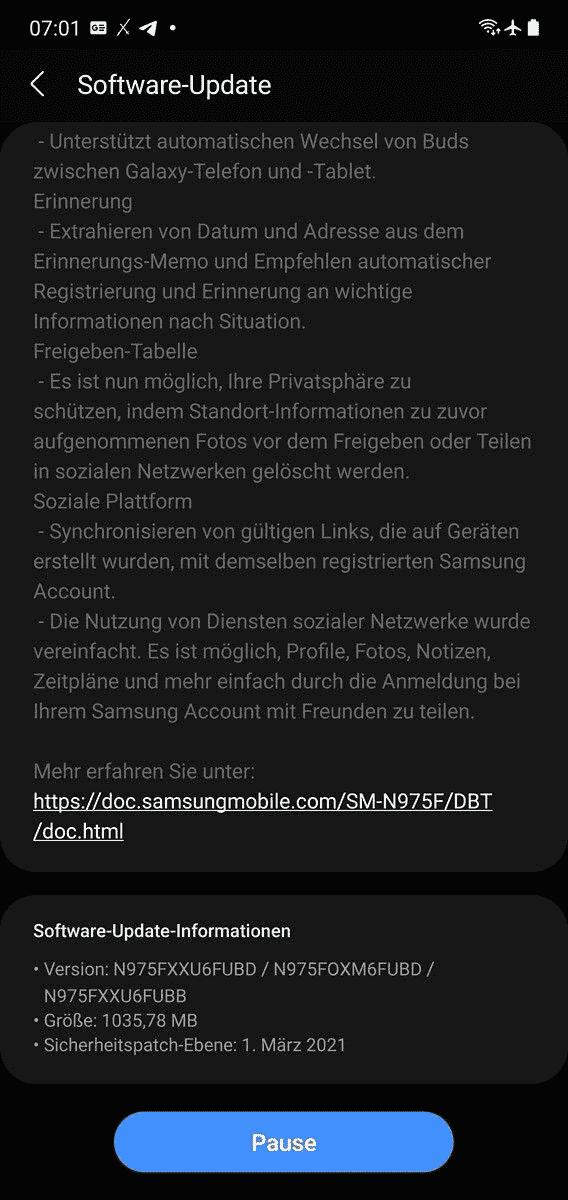 07:01
Software-Update
- Unterstützt automatischen Wechsel von Buds
zwischen Galaxy-Telefon und -Tablet.
Erinnerung
- Extrahieren von Datum und Adresse aus dem
Erinnerungs-Memo und Empfehlen automatischer
Registrierung und Erinnerung an wichtige
Informationen nach Situation.
Freigeben-Tabelle
- Es ist nun möglich, Ihre Privatsphäre zu
schützen, indem Standort-Informationen zu zuvor
aufgenommenen Fotos vor dem Freigeben oder Teilen
in sozialen Netzwerken gelöscht werden.
Soziale Plattform
- Synchronisieren von gültigen Links, die auf Geräten
erstellt wurden, mit demselben registrierten Samsung
Account.
- Die Nutzung von Diensten sozialer Netzwerke wurde
vereinfacht. Es ist möglich, Profile, Fotos, Notizen,
Zeitpläne und mehr einfach durch die Anmeldung bei
Ihrem Samsung Account mit Freunden zu teilen.
Mehr erfahren Sie unter:
https://doc.samsungmobile.com/SM-N975F/DBT
/doc.html
Software-Update-Informationen
• Version: N975FXXU6FUBD / N975FOXM6FUBD /
N975FXXU6FUBB
• Größe: 1035,78 MB
• Sicherheitspatch-Ebene: 1. März 2021
Pause